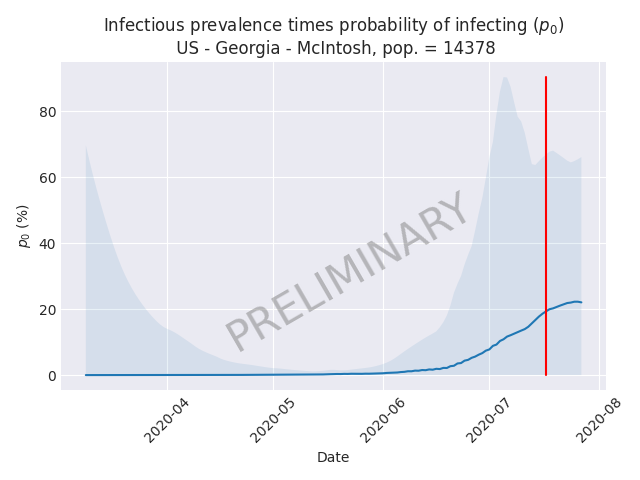 Infectious prevalence times probability of infecting (p₀)
US - Georgia - McIntosh, pop. = 14378
80
60
40
20
0
p₀ (%)
PRELIMINARY
2020-04
2020-05
2020-06
2020-07
2020-08
Date